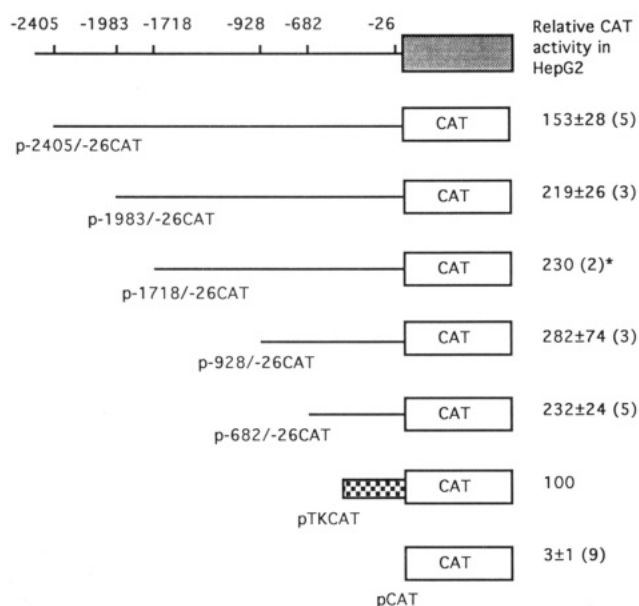 -2405 -1983 -1718 -928 -682 -26
Relative CAT
activity in
HepG2
CAT 153±28 (5)
p-2405/-26CAT
CAT 219±26 (3)
p-1983/-26CAT
CAT 230 (2)*
p-1718/-26CAT
CAT 282±74 (3)
p-928/-26CAT
CAT 232±24 (5)
p-682/-26CAT
CAT 100
pTKCAT
CAT 3±1 (9)
pCAT